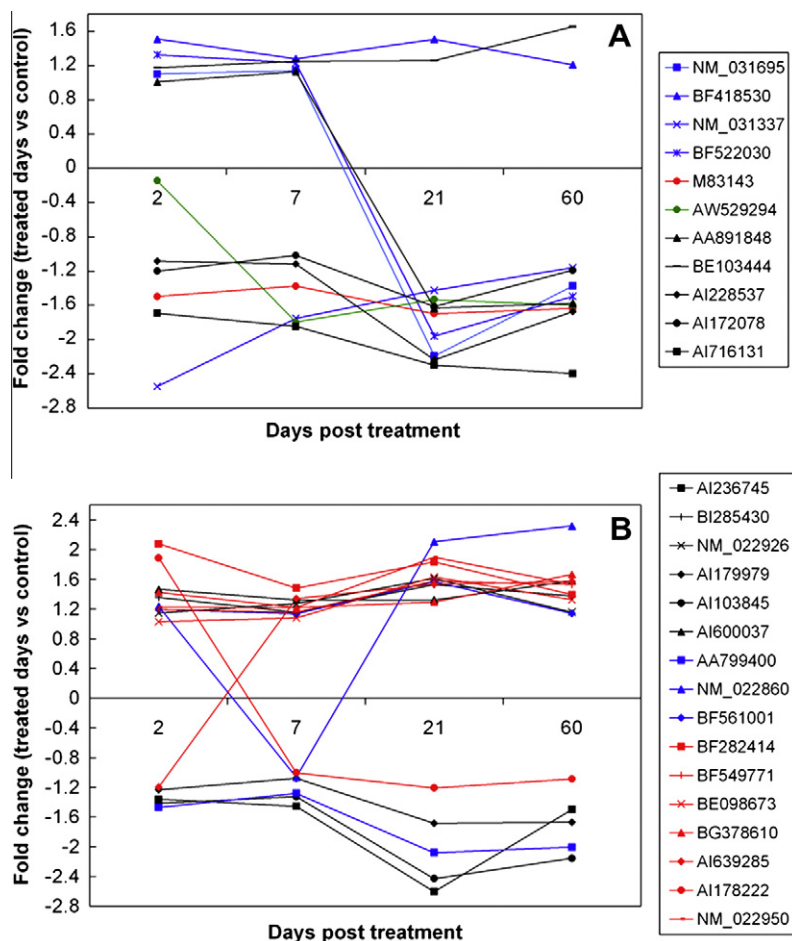 A
Fold change (treated days vs control)
1.6
1.2
0.8
0.4
0
-0.4
-0.8
-1.2
-1.6
-2
-2.4
-2.8
2
7
21
60
Days post treatment
NM_031695
BF418530
NM_031337
BF522030
M83143
AW529294
AA891848
BE103444
AI228537
AI172078
AI716131
B
Fold change (treated days vs control)
2.4
2
1.6
1.2
0.8
0.4
0
-0.4
-0.8
-1.2
-1.6
-2
-2.4
-2.8
2
7
21
60
Days post treatment
AI236745
BI285430
NM_022926
AI179979
AI103845
AI600037
AA799400
NM_022860
BF561001
BF282414
BF549771
BE098673
BG378610
AI639285
AI178222
NM_022950